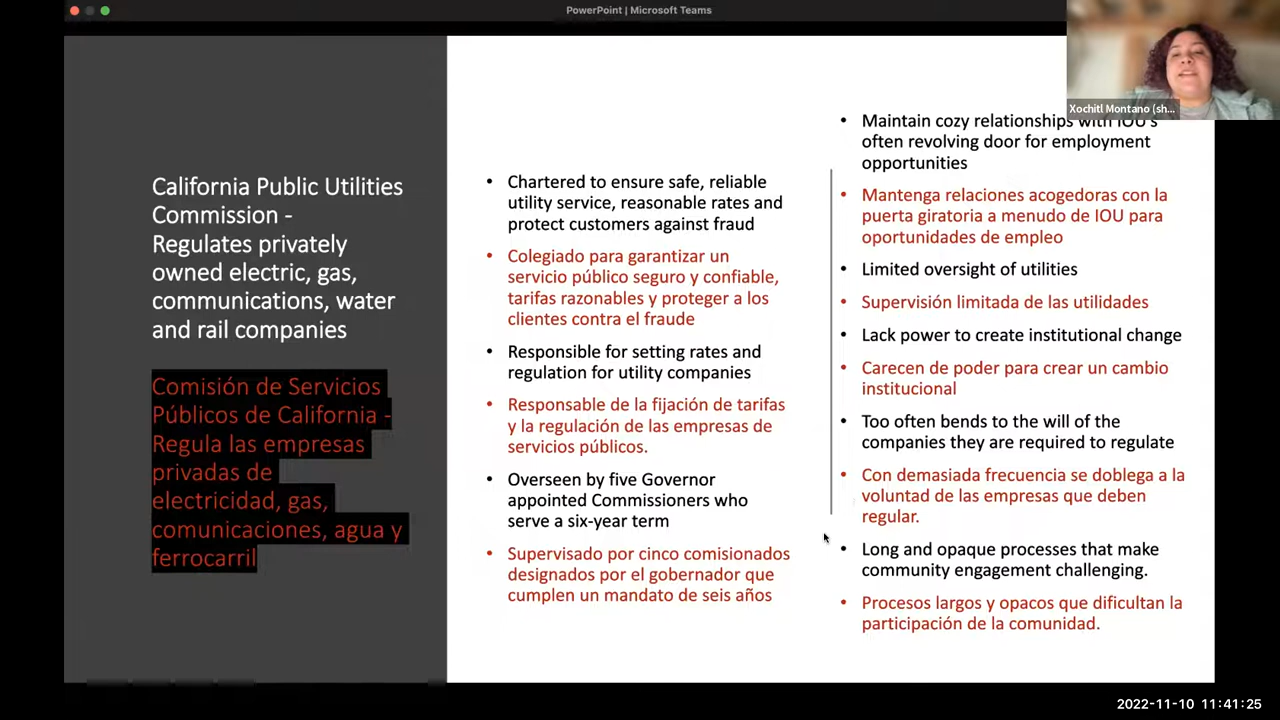 PowerPoint | Microsoft Teams
Xochitl Montano (sh...
California Public Utilities
Commission -
Regulates privately
owned electric, gas,
communications, water
and rail companies
Comisión de Servicios
Públicos de California -
Regula las empresas
privadas de
electricidad, gas,
comunicaciones, agua y
ferrocarril
• Chartered to ensure safe, reliable
utility service, reasonable rates and
protect customers against fraud
• Colegiado para garantizar un
servicio público seguro y confiable,
tarifas razonables y proteger a los
clientes contra el fraude
• Responsible for setting rates and
regulation for utility companies
• Responsable de la fijación de tarifas
y la regulación de las empresas de
servicios públicos.
• Overseen by five Governor
appointed Commissioners who
serve a six-year term
• Supervisado por cinco comisionados
designados por el gobernador que
cumplen un mandato de seis años
• Maintain cozy relationships with IOU's
often revolving door for employment
opportunities
• Mantenga relaciones acogedoras con la
puerta giratoria a menudo de IOU para
oportunidades de empleo
• Limited oversight of utilities
• Supervisión limitada de las utilidades
• Lack power to create institutional change
• Carecen de poder para crear un cambio
institucional
• Too often bends to the will of the
companies they are required to regulate
• Con demasiada frecuencia se doblega a la
voluntad de las empresas que deben
regular.
• Long and opaque processes that make
community engagement challenging.
• Procesos largos y opacos que dificultan la
participación de la comunidad.
2022-11-10 11:41:25